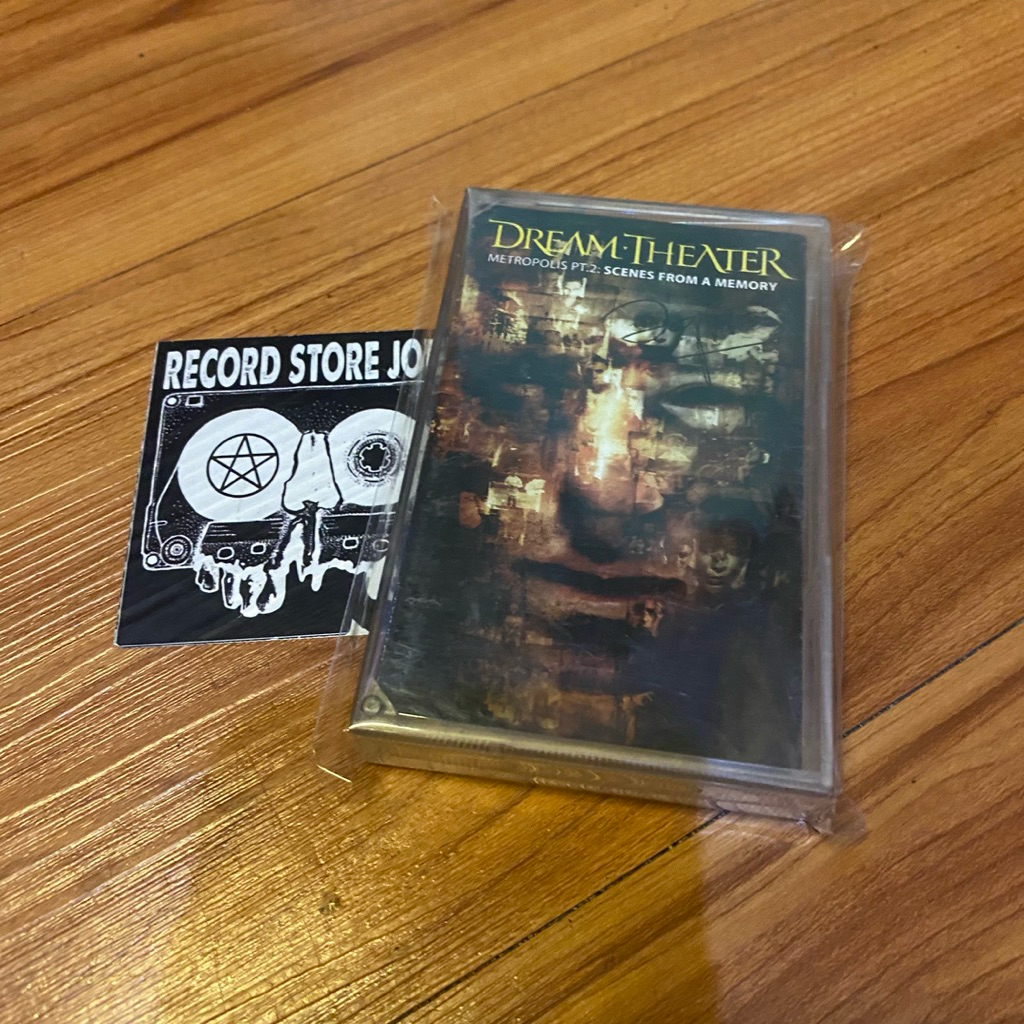 DREAM·THEATER
METROPOLIS PT.2: SCENES FROM A MEMORY
RECORD STORE JO